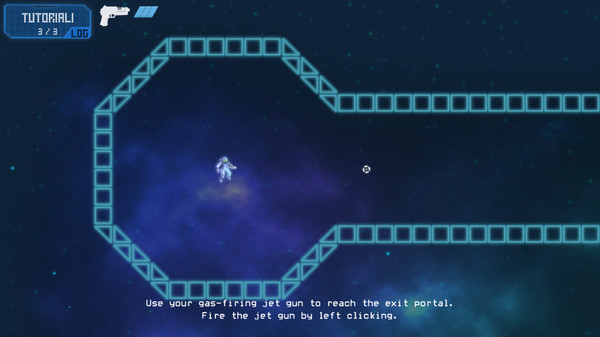 TUTORIAL!
3/3
LOG
Use your gas-firing jet gun to reach the exit portal.
Fire the jet gun by left clicking.